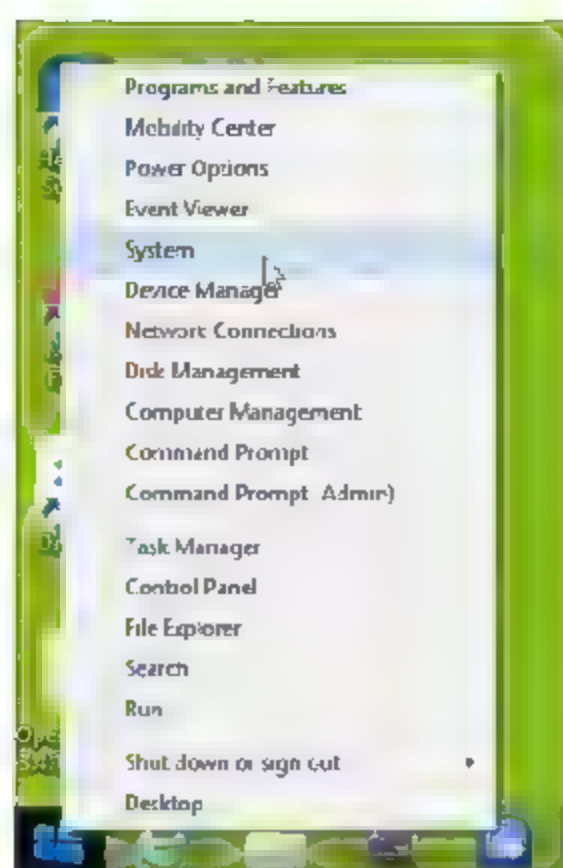 Programs and Features
Mobility Center
Power Options
Event Viewer
System
Device Manager
Network Connections
Disk Management
Computer Management
Command Prompt
Command Prompt (Admin)
Task Manager
Control Panel
File Explorer
Search
Run
Shut down or sign out
Desktop